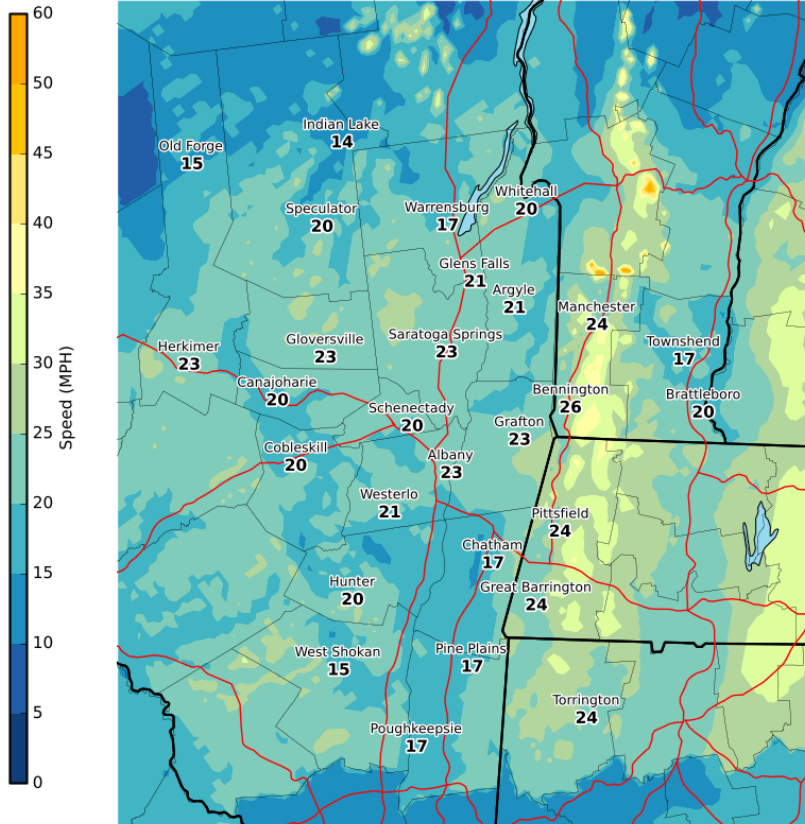 60
50
45
40
35
30
25
20
15
10
5
0
Speed (MPH)
Indian Lake
14
Old Forge
15
Whitehall
20
Speculator
20
Warrensburg
17
Glens Falls
21
Argyle
21
Manchester
24
Saratoga Springs
23
Gloversville
23
Townshend
17
Herkimer
23
Canajoharie
20
Bennington
26
Brattleboro
20
Schenectady
20
Grafton
23
Cobleskill
20
Albany
23
Westerlo
21
Pittsfield
24
Chatham
17
Hunter
20
Great Barrington
24
West Shokan
15
Pine Plains
17
Torrington
24
Poughkeepsie
17